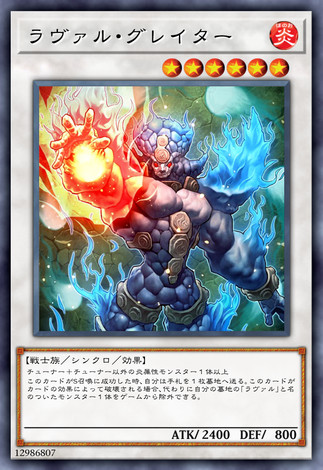 ラヴァル・グレイター
炎
【戦士族／シンクロ／効果】
チューナー＋チューナー以外の炎属性モンスター１体以上
このカードがS召喚に成功した時、自分は手札を１枚墓地へ送る。このカードが
カードの効果によって破壊される場合、代わりに自分の墓地の「ラヴァル」と名
のついたモンスター１体をゲームから除外できる。
ATK/ 2400 DEF/ 800
12986807